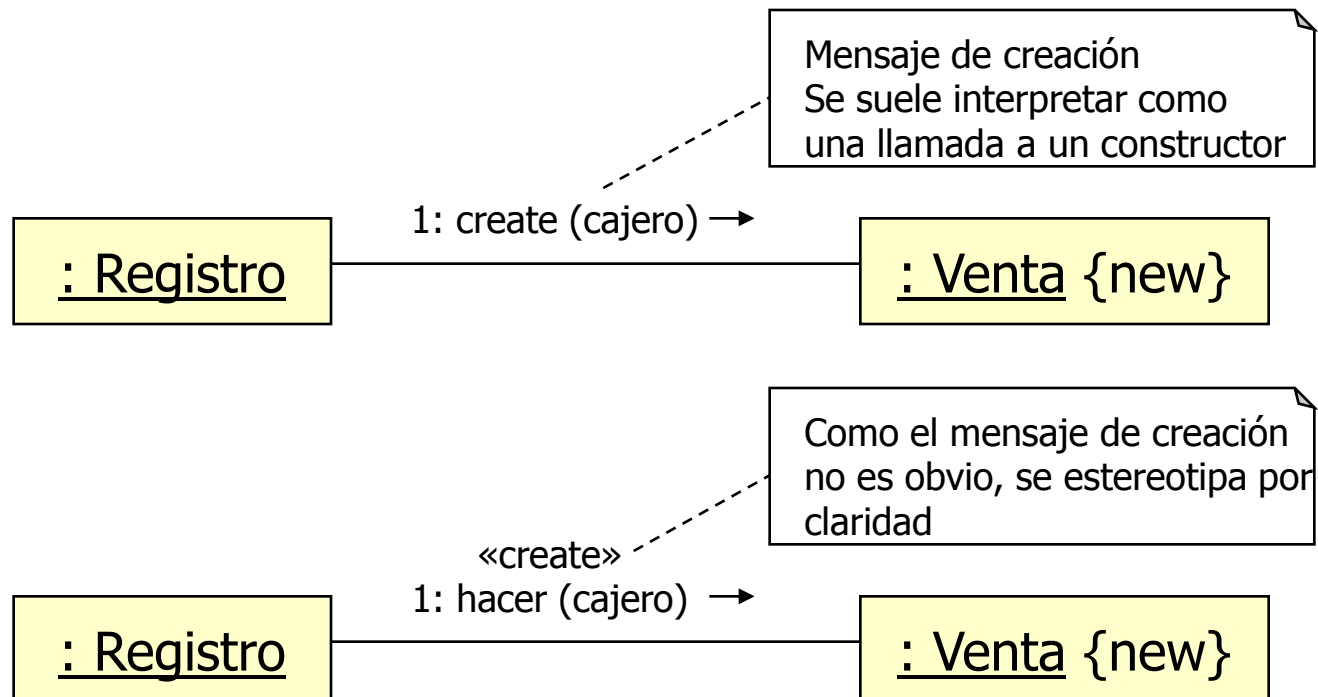 Mensaje de creación
Se suele interpretar como
una llamada a un constructor
1: create (cajero)
: Registro
: Venta {new}
Como el mensaje de creación
no es obvio, se estereotipa por
claridad
«create»
1: hacer (cajero)
: Registro
: Venta {new}